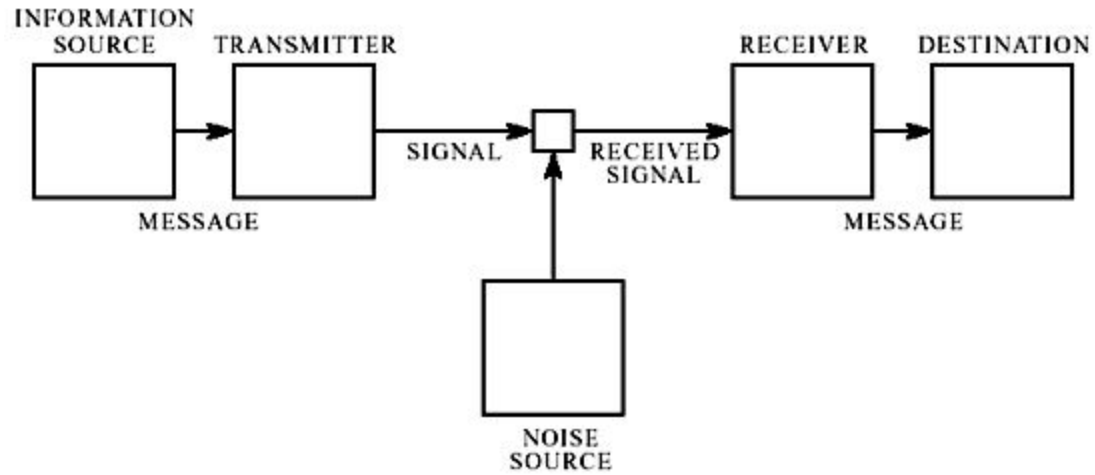 INFORMATION
SOURCE
TRANSMITTER
RECEIVER
DESTINATION
SIGNAL
RECEIVED
SIGNAL
MESSAGE
MESSAGE
NOISE
SOURCE